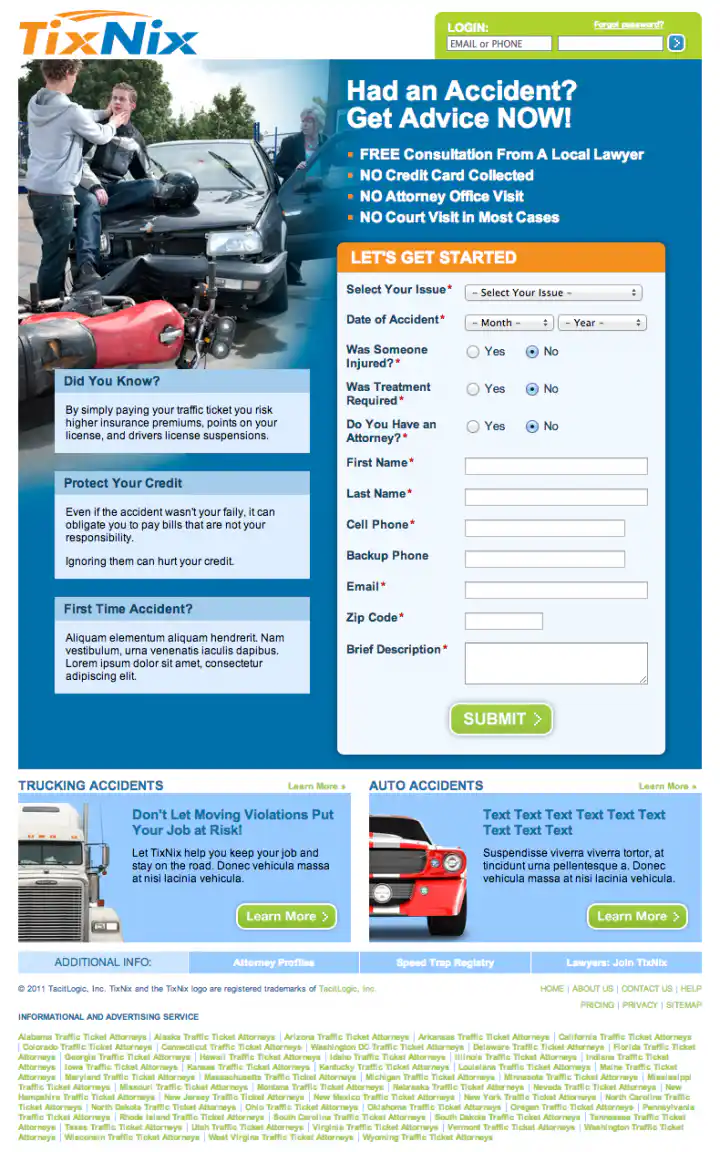 TixNix
LOGIN:
Forgot password?
EMAIL or PHONE
Had an Accident?
Get Advice NOW!
FREE Consultation From A Local Lawyer
NO Credit Card Collected
NO Attorney Office Visit
NO Court Visit in Most Cases
LET'S GET STARTED
Select Your Issue*
- Select Your Issue -
Date of Accident*
- Month -
- Year -
Was Someone
Injured?*
Yes
No
Was Treatment
Required*
Yes
No
Do You Have an
Attorney?*
Yes
No
First Name*
Last Name*
Cell Phone*
Backup Phone
Email*
Zip Code*
Brief Description*
SUBMIT
Did You Know?
By simply paying your traffic ticket you risk
higher insurance premiums, points on your
license, and drivers license suspensions.
Protect Your Credit
Even if the accident wasn't your faily, it can
obligate you to pay bills that are not your
responsibility.
Ignoring them can hurt your credit.
First Time Accident?
Aliquam elementum aliquam hendrerit. Nam
vestibulum, urna venenatis iaculis dapibus.
Lorem ipsum dolor sit amet, consectetur
adipiscing elit.
TRUCKING ACCIDENTS
Learn More »
Don't Let Moving Violations Put
Your Job at Risk!
Let TixNix help you keep your job and
stay on the road. Donec vehicula massa
at nisi lacinia vehicula.
Learn More
AUTO ACCIDENTS
Learn More »
Text Text Text Text Text Text
Text Text Text
Suspendisse viverra viverra tortor, at
tincidunt urna pellentesque a. Donec
vehicula massa at nisi lacinia vehicula.
Learn More
ADDITIONAL INFO:
Attorney Profiles
Speed Trap Registry
Lawyers: Join TixNix
© 2011 TacitLogic, Inc. TixNix and the TixNix logo are registered trademarks of TacitLogic, Inc.
HOME | ABOUT US | CONTACT US | HELP
PRICING | PRIVACY | SITEMAP
INFORMATIONAL AND ADVERTISING SERVICE
Alabama Traffic Ticket Attorneys | Alaska Traffic Ticket Attorneys | Arizona Traffic Ticket Attorneys | Arkansas Traffic Ticket Attorneys | California Traffic Ticket Attorneys
| Colorado Traffic Ticket Attorneys | Connecticut Traffic Ticket Attorneys | Washington DC Traffic Ticket Attorneys | Delaware Traffic Ticket Attorneys | Florida Traffic Ticket
Attorneys | Georgia Traffic Ticket Attorneys | Hawaii Traffic Ticket Attorneys | Idaho Traffic Ticket Attorneys | Illinois Traffic Ticket Attorneys | Indiana Traffic Ticket
Attorneys | Iowa Traffic Ticket Attorneys | Kansas Traffic Ticket Attorneys | Kentucky Traffic Ticket Attorneys | Louisiana Traffic Ticket Attorneys | Maine Traffic Ticket
Attorneys | Maryland Traffic Ticket Attorneys | Massachusetts Traffic Ticket Attorneys | Michigan Traffic Ticket Attorneys | Minnesota Traffic Ticket Attorneys | Mississippi
Traffic Ticket Attorneys | Missouri Traffic Ticket Attorneys | Montana Traffic Ticket Attorneys | Nebraska Traffic Ticket Attorneys | Nevada Traffic Ticket Attorneys | New
Hampshire Traffic Ticket Attorneys | New Jersey Traffic Ticket Attorneys | New Mexico Traffic Ticket Attorneys | New York Traffic Ticket Attorneys | North Carolina Traffic
Ticket Attorneys | North Dakota Traffic Ticket Attorneys | Ohio Traffic Ticket Attorneys | Oklahoma Traffic Ticket Attorneys | Oregon Traffic Ticket Attorneys | Pennsylvania
Traffic Ticket Attorneys | Rhode Island Traffic Ticket Attorneys | South Carolina Traffic Ticket Attorneys | South Dakota Traffic Ticket Attorneys | Tennessee Traffic Ticket
Attorneys | Texas Traffic Ticket Attorneys | Utah Traffic Ticket Attorneys | Virginia Traffic Ticket Attorneys | Vermont Traffic Ticket Attorneys | Washington Traffic Ticket
Attorneys | Wisconsin Traffic Ticket Attorneys | West Virginia Traffic Ticket Attorneys | Wyoming Traffic Ticket Attorneys